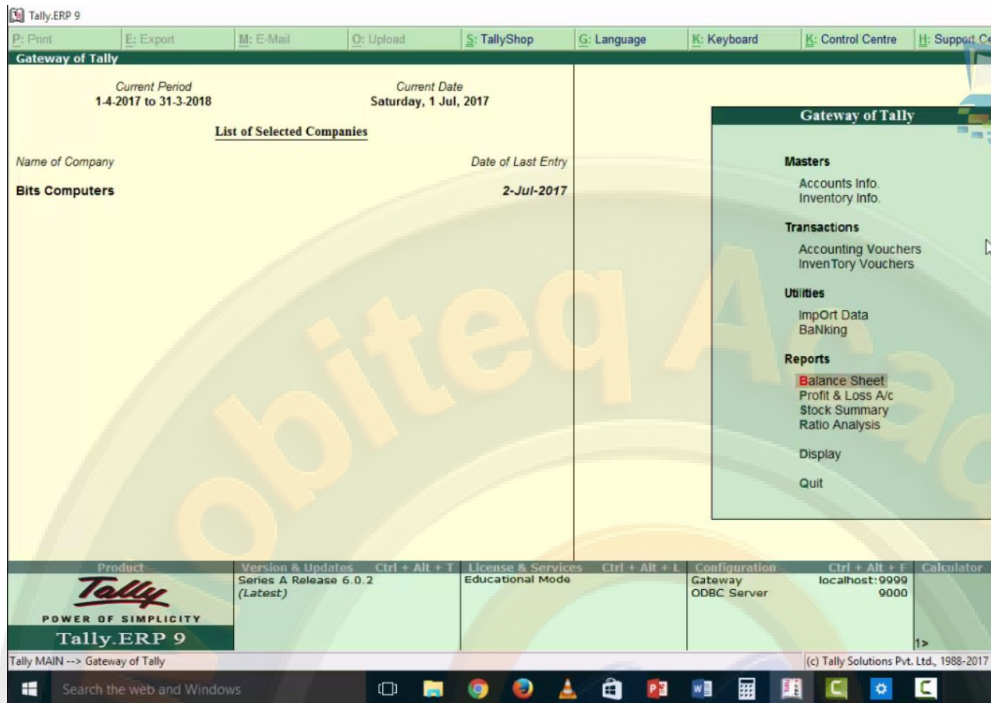 Tally.ERP 9
P: Print E: Export M: E-Mail O: Upload S: TallyShop G: Language K: Keyboard K: Control Centre H: Support
Gateway of Tally
Current Period Current Date
1-4-2017 to 31-3-2018 Saturday, 1 Jul, 2017
List of Selected Companies
Name of Company Date of Last Entry
Bits Computers 2-Jul-2017
Gateway of Tally
Masters
Accounts Info.
Inventory Info.
Transactions
Accounting Vouchers
InvenTory Vouchers
Utilities
ImpOrt Data
BaNking
Reports
Balance Sheet
Profit & Loss A/c
Stock Summary
Ratio Analysis
Display
Quit
obiteq Acad
Product Version & Updates Ctrl + Alt + T License & Services Ctrl + Alt + L Configuration Ctrl + Alt + F Calculator
Tally
POWER OF SIMPLICITY
Tally.ERP 9
Series A Release 6.0.2
(Latest)
Educational Mode
Gateway localhost:9999
ODBC Server 9000
1>
Tally MAIN --> Gateway of Tally (c) Tally Solutions Pvt. Ltd., 1988-2017
Search the web and Windows